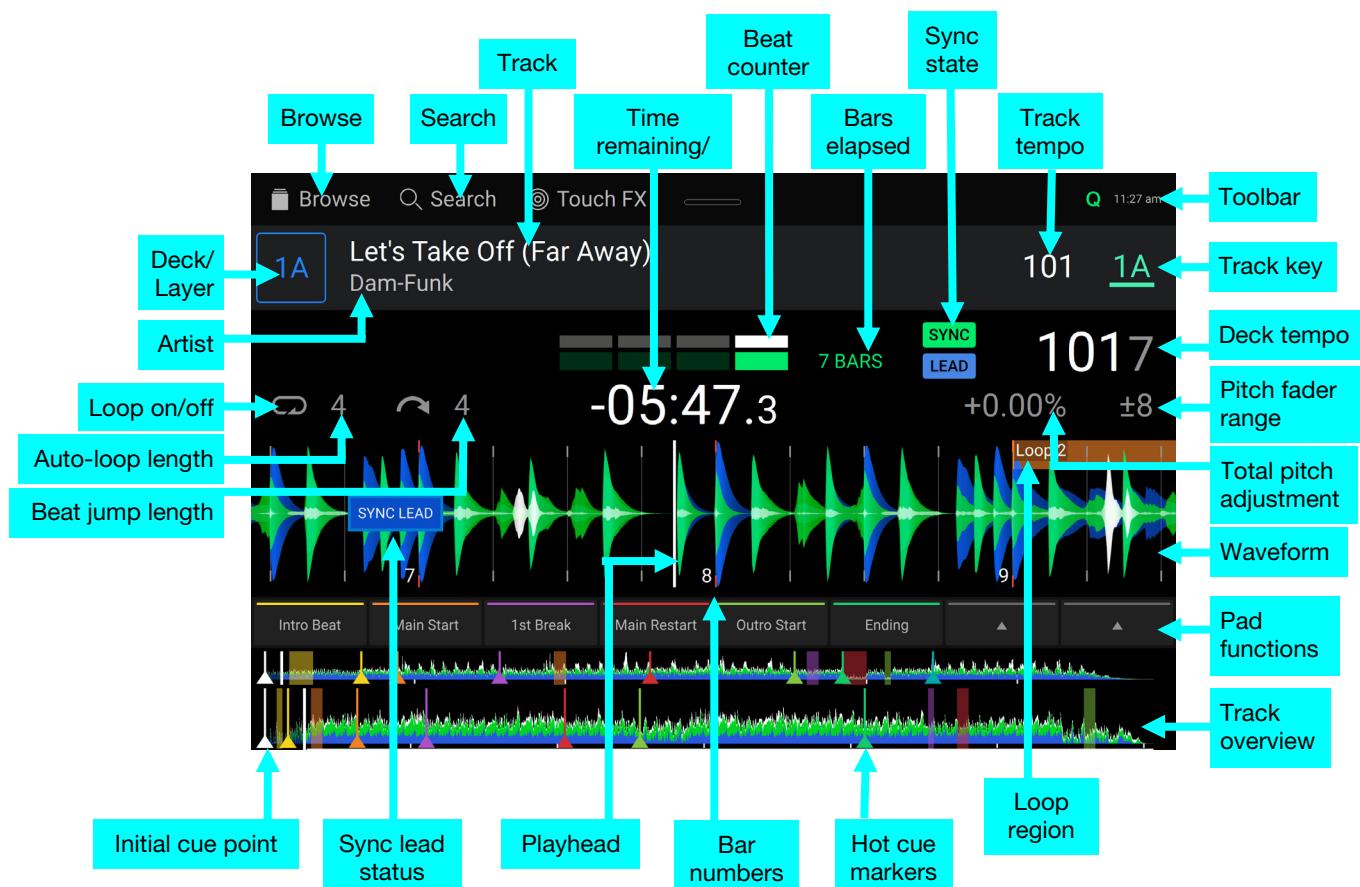 Beat
counter
Sync
state
Track
Browse
Search
Time
remaining/
Bars
elapsed
Track
tempo
Browse
Search
Touch FX
Q
11:27 am
Toolbar
Deck/
Layer
1A
Let's Take Off (Far Away)
Dam-Funk
101
1A
Track key
Artist
7 BARS
SYNC
LEAD
1017
Deck tempo
Loop on/off
4
4
-05:47.3
+0.00%
±8
Pitch fader
range
Auto-loop length
Loop 2
Total pitch
adjustment
Beat jump length
SYNC LEAD
Waveform
7
8
9
Intro Beat
Main Start
1st Break
Main Restart
Outro Start
Ending
Pad
functions
Track
overview
Initial cue point
Sync lead
status
Playhead
Bar
numbers
Hot cue
markers
Loop
region